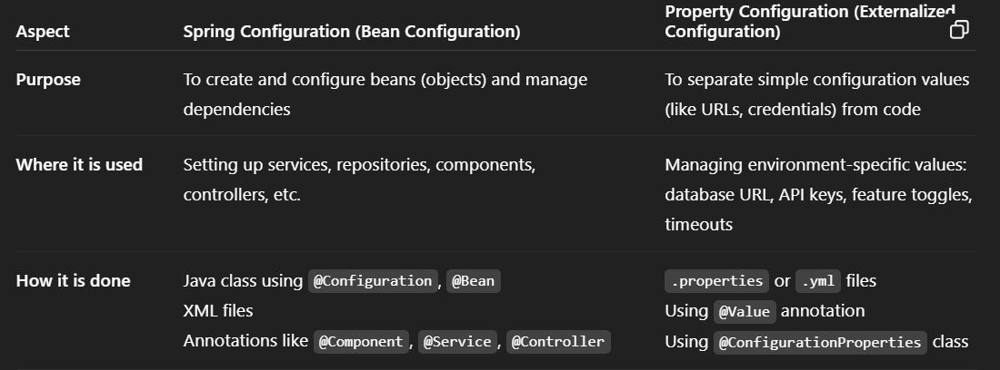 Aspect
Spring Configuration (Bean Configuration)
Property Configuration (Externalized
Configuration)
Purpose
To create and configure beans (objects) and manage
dependencies
To separate simple configuration values
(like URLs, credentials) from code
Where it is used
Setting up services, repositories, components,
controllers, etc.
Managing environment-specific values:
database URL, API keys, feature toggles,
timeouts
How it is done
Java class using @Configuration, @Bean
XML files
Annotations like @Component, @Service, @Controller
.properties or .yml files
Using @Value annotation
Using @ConfigurationProperties class